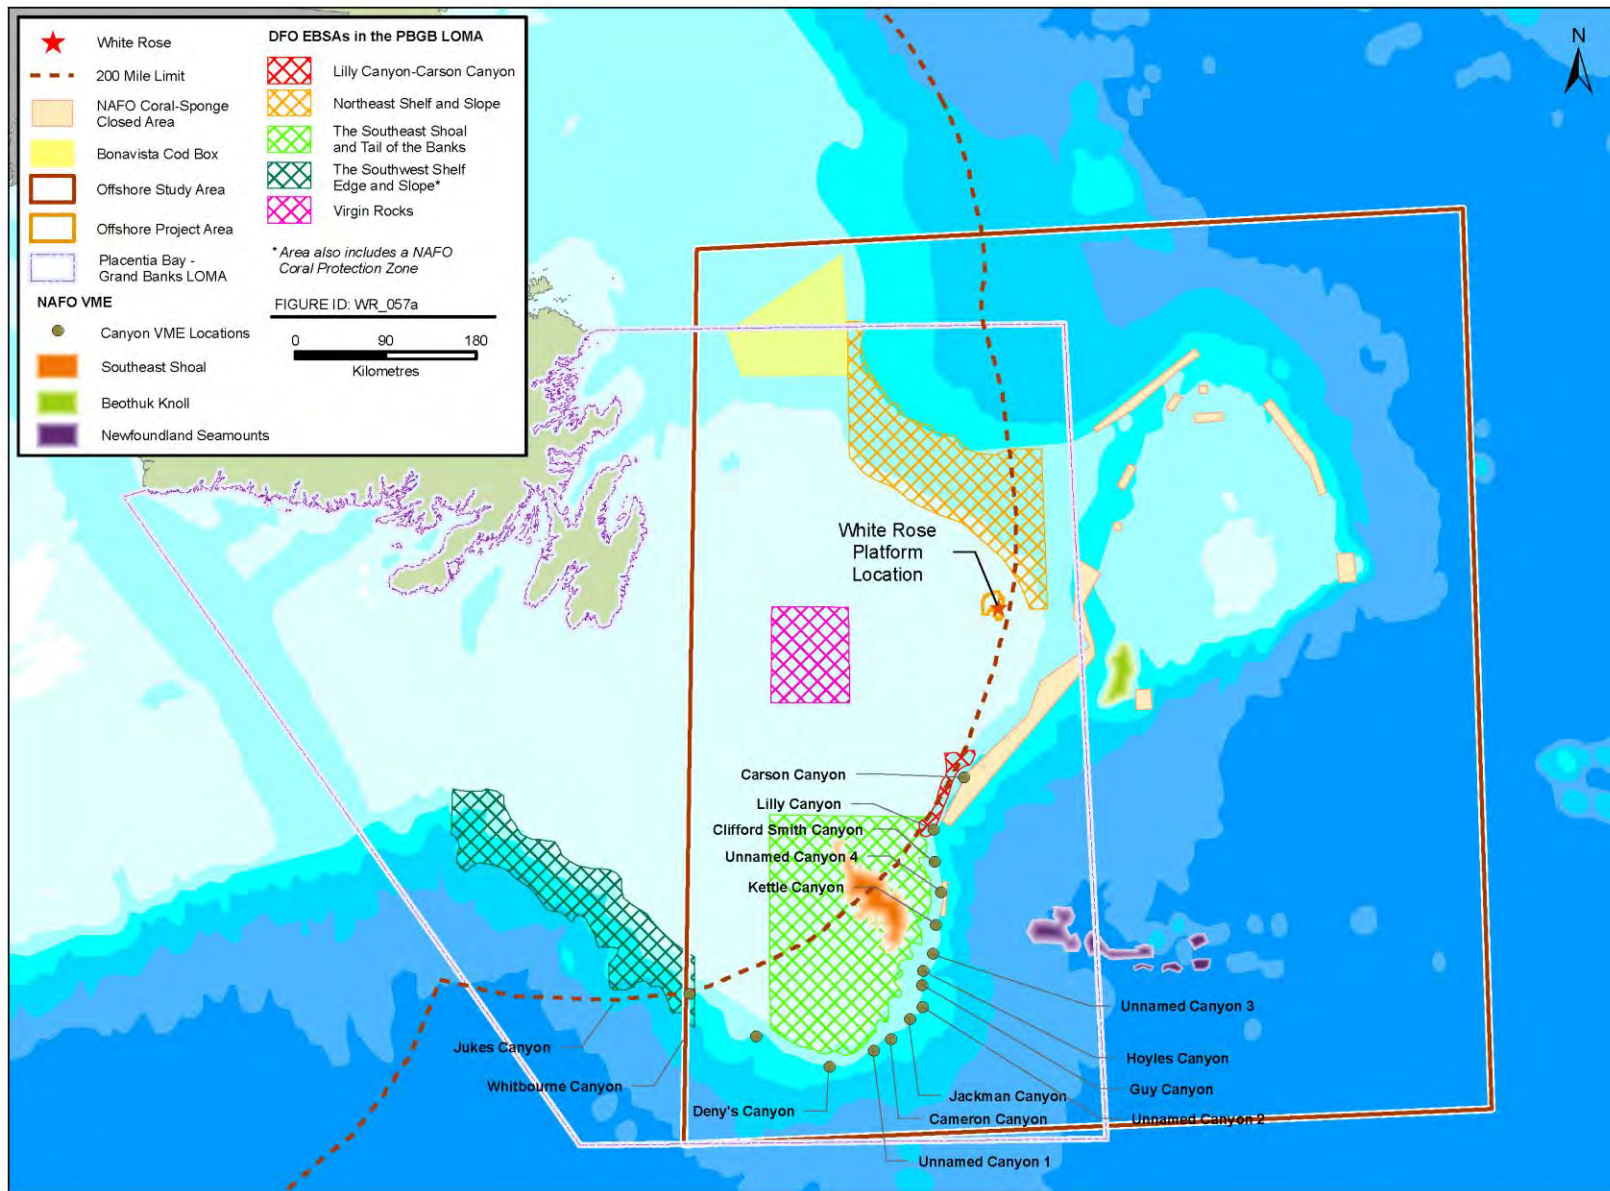 White Rose
200 Mile Limit
NAFO Coral-Sponge
Closed Area
Bonavista Cod Box
Offshore Study Area
Offshore Project Area
Placentia Bay -
Grand Banks LOMA
NAFO VME
Canyon VME Locations
Southeast Shoal
Beothuk Knoll
Newfoundland Seamounts
DFO EBSAs in the PBGB LOMA
Lilly Canyon-Carson Canyon
Northeast Shelf and Slope
The Southeast Shoal
and Tail of the Banks
The Southwest Shelf
Edge and Slope*
Virgin Rocks
* Area also includes a NAFO
Coral Protection Zone
FIGURE ID: WR_057a
0 90 180
Kilometres
N
White Rose
Platform
Location
Carson Canyon
Lilly Canyon
Clifford Smith Canyon
Unnamed Canyon 4
Kettle Canyon
Unnamed Canyon 3
Jukes Canyon
Hoyles Canyon
Whitbourne Canyon
Guy Canyon
Jackman Canyon
Deny's Canyon
Cameron Canyon
Unnamed Canyon 2
Unnamed Canyon 1